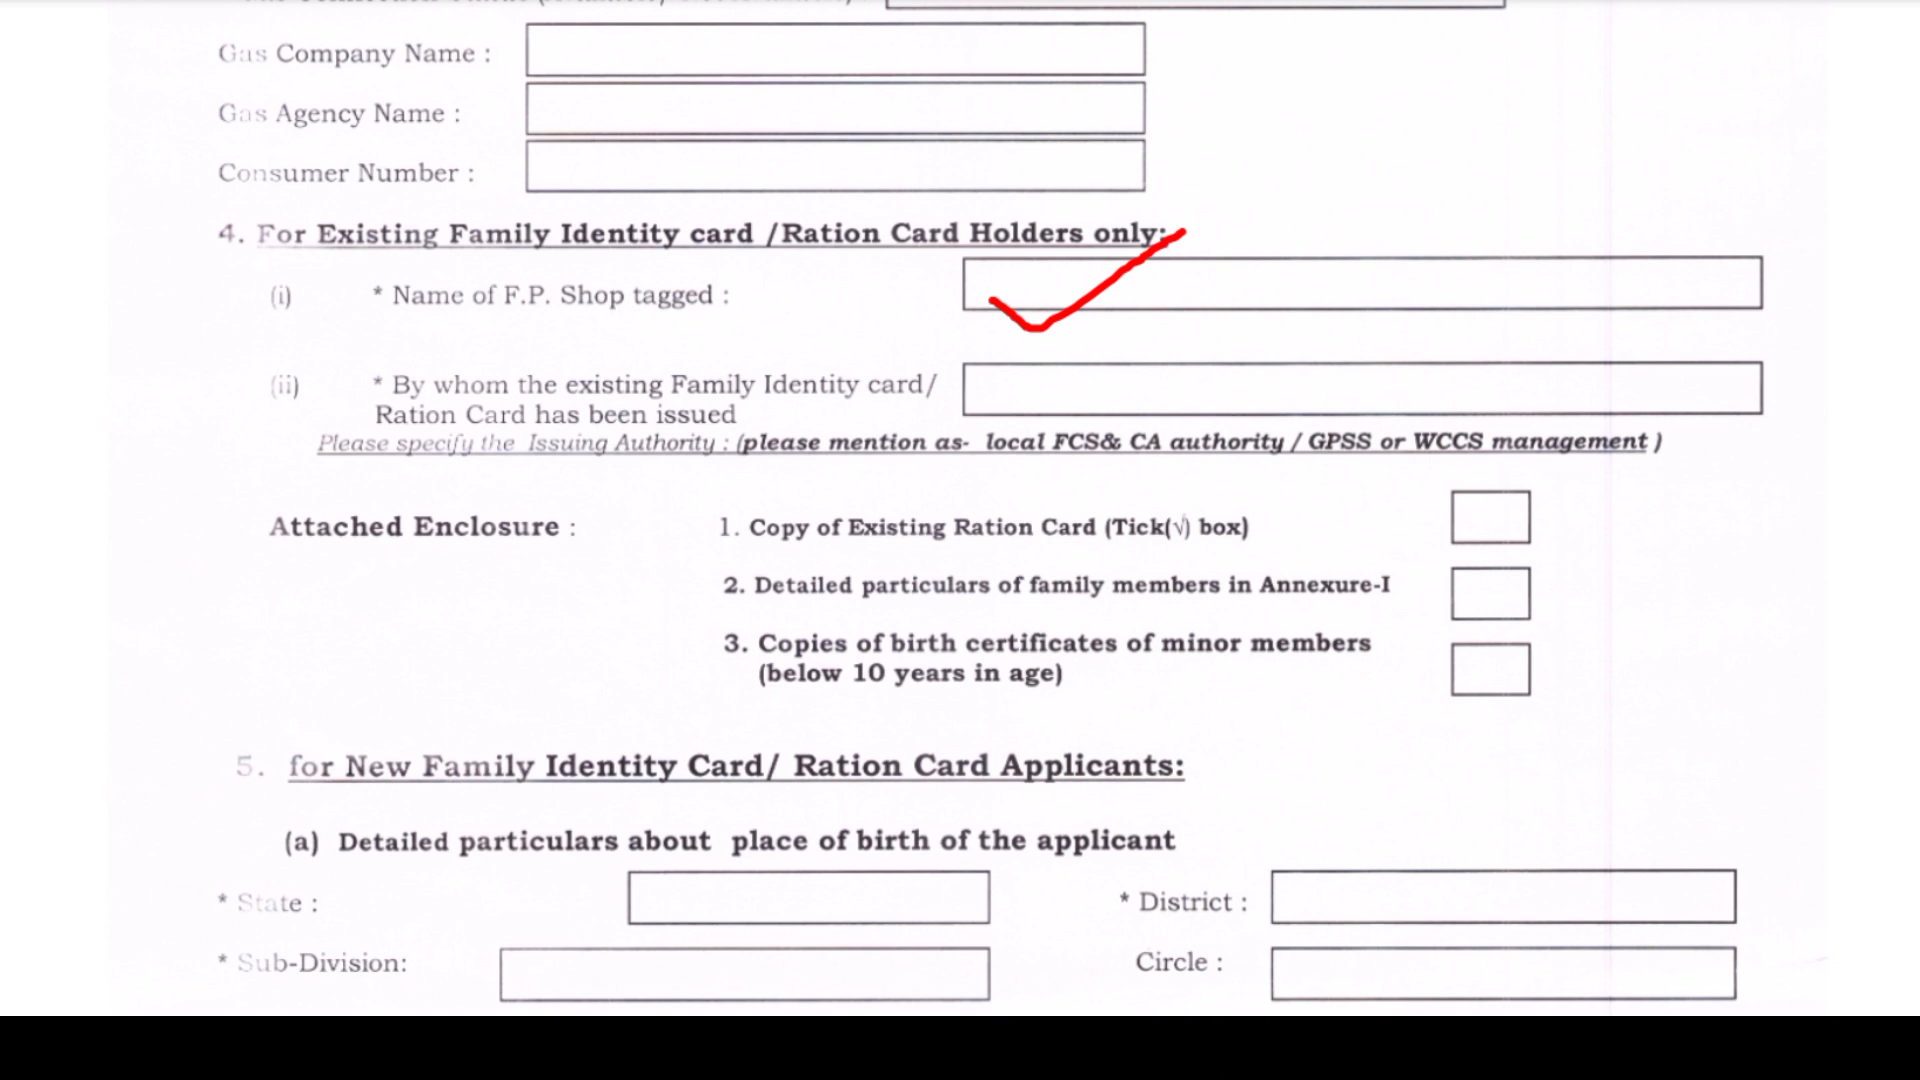 Gas Company Name :
Gas Agency Name :
Consumer Number :
4. For Existing Family Identity card /Ration Card Holders only:
(i) * Name of F.P. Shop tagged :
(ii) * By whom the existing Family Identity card/
Ration Card has been issued
Please specify the Issuing Authority : (please mention as- local FCS& CA authority / GPSS or WCCS management )
Attached Enclosure : 1. Copy of Existing Ration Card (Tick(√) box)
2. Detailed particulars of family members in Annexure-I
3. Copies of birth certificates of minor members
(below 10 years in age)
5. for New Family Identity Card/ Ration Card Applicants:
(a) Detailed particulars about place of birth of the applicant
* State : * District :
* Sub-Division: Circle :